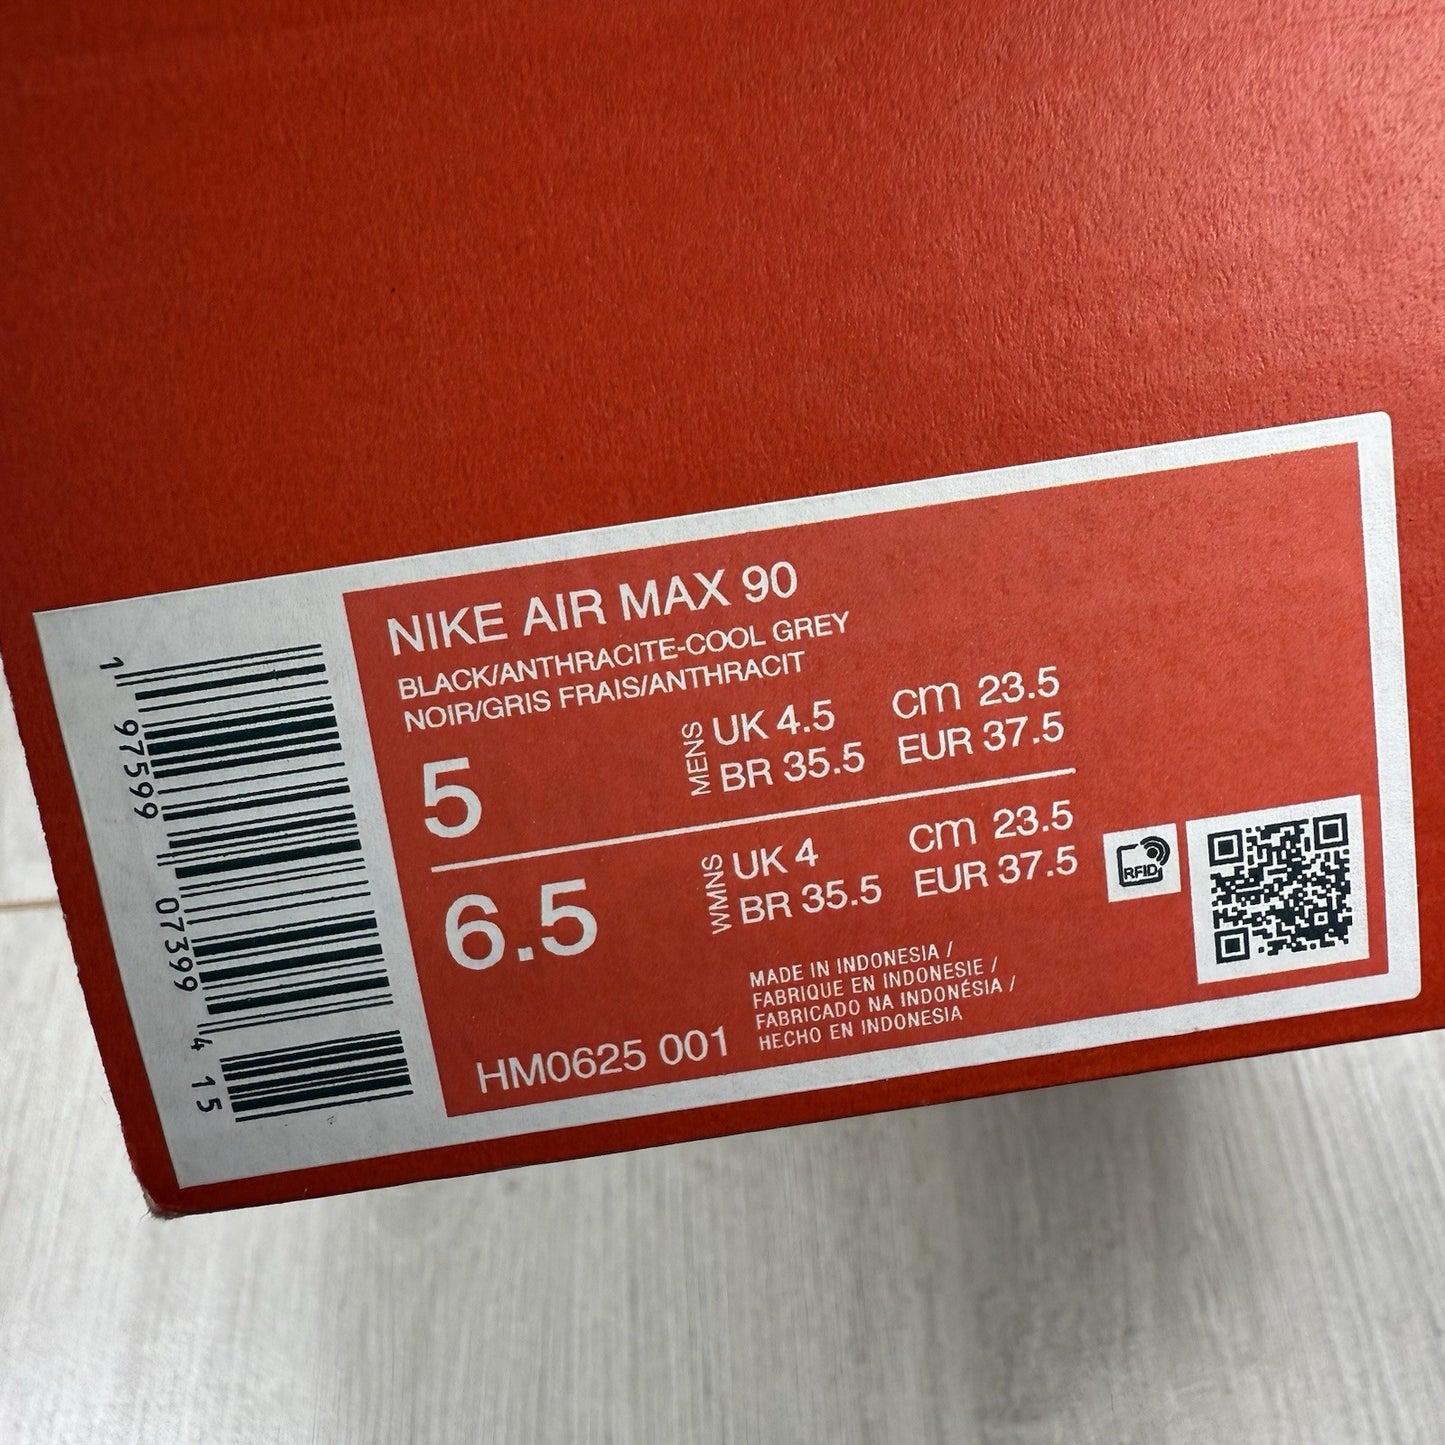 NIKE AIR MAX 90
BLACK/ANTHRACITE-COOL GREY
NOIR/GRIS FRAIS/ANTHRACIT
5
MENS
UK 4.5 cm 23.5
BR 35.5 EUR 37.5
6.5
WMNS
UK 4 cm 23.5
BR 35.5 EUR 37.5
RFID
MADE IN INDONESIA /
FABRIQUE EN INDONESIE /
FABRICADO NA INDONÉSIA /
HECHO EN INDONESIA
HM0625 001
1 97599 07399 4 15